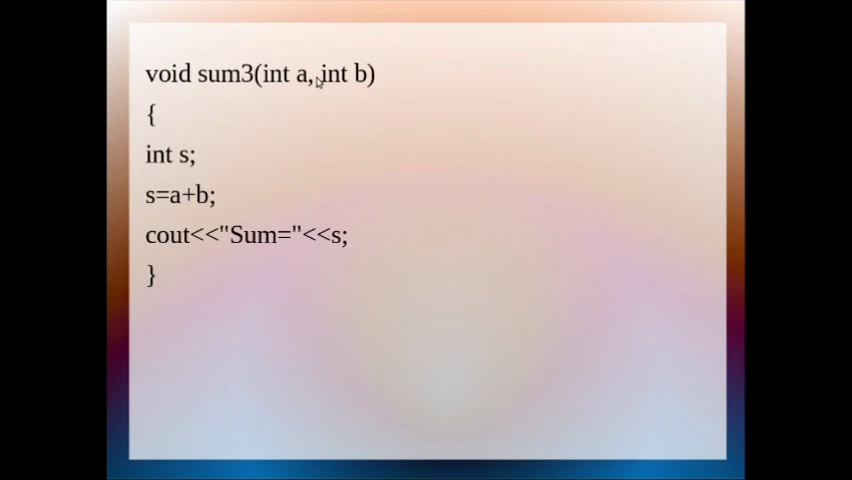 void sum3(int a, int b)
{
int s;
s=a+b;
cout<<"Sum="<<s;
}